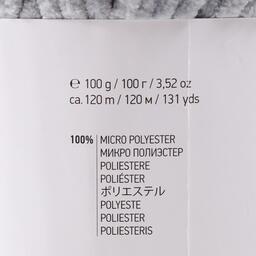 ℮ 100 g / 100 г / 3,52 oz
ca. 120 m / 120 м / 131 yds
100% MICRO POLYESTER
МИКРО ПОЛИЭСТЕР
POLIESTERE
POLIÉSTER
ポリエステル
POLYESTE
POLIESTER
POLIESTERIS